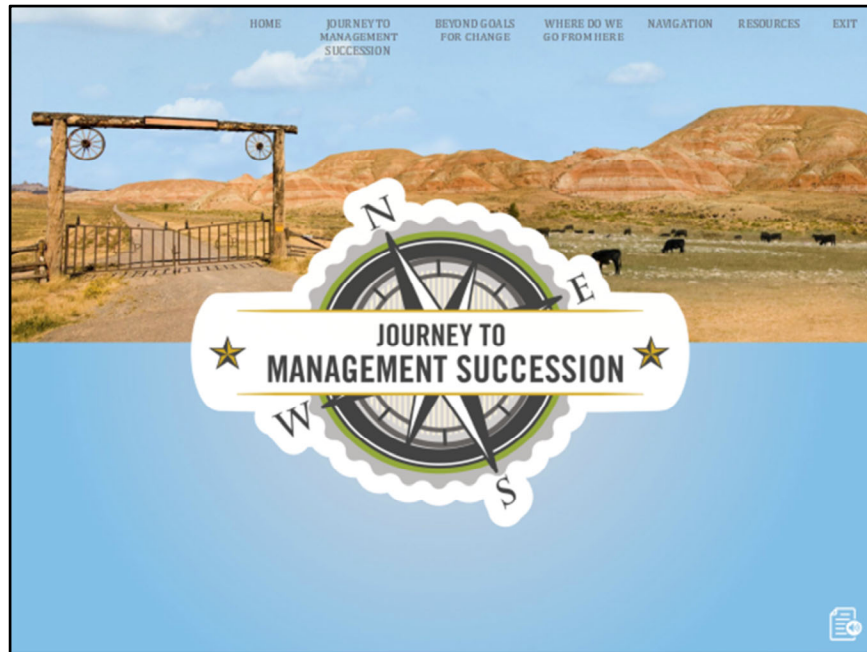 HOME
JOURNEY TO
MANAGEMENT
SUCCESSION
BEYOND GOALS
FOR CHANGE
WHERE DO WE
GO FROM HERE
NAVIGATION
RESOURCES
EXIT
N
E
JOURNEY TO
MANAGEMENT SUCCESSION
W
S